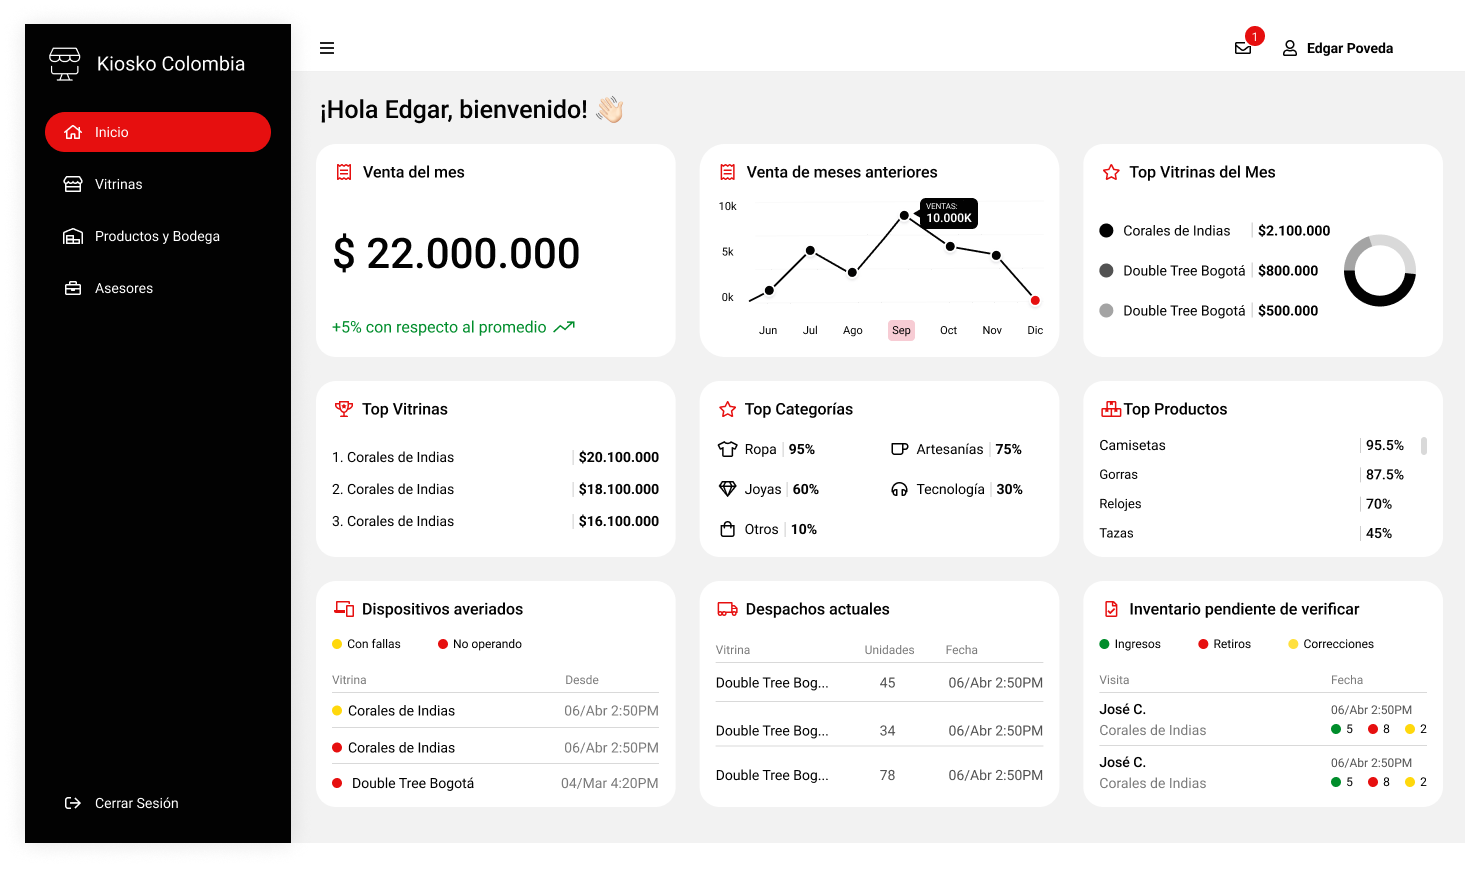 Kiosko Colombia
Inicio
Vitrinas
Productos y Bodega
Asesores
Cerrar Sesión
1
Edgar Poveda
¡Hola Edgar, bienvenido! 👋🏻
Venta del mes
$ 22.000.000
+5% con respecto al promedio
Venta de meses anteriores
10k
5k
0k
VENTAS:
10.000K
Jun Jul Ago Sep Oct Nov Dic
Top Vitrinas del Mes
Corales de Indias $2.100.000
Double Tree Bogotá $800.000
Double Tree Bogotá $500.000
Top Vitrinas
1. Corales de Indias $20.100.000
2. Corales de Indias $18.100.000
3. Corales de Indias $16.100.000
Top Categorías
Ropa 95% Artesanías 75%
Joyas 60% Tecnología 30%
Otros 10%
Top Productos
Camisetas 95.5%
Gorras 87.5%
Relojes 70%
Tazas 45%
Dispositivos averiados
Con fallas No operando
Vitrina Desde
Corales de Indias 06/Abr 2:50PM
Corales de Indias 06/Abr 2:50PM
Double Tree Bogotá 04/Mar 4:20PM
Despachos actuales
Vitrina Unidades Fecha
Double Tree Bog... 45 06/Abr 2:50PM
Double Tree Bog... 34 06/Abr 2:50PM
Double Tree Bog... 78 06/Abr 2:50PM
Inventario pendiente de verificar
Ingresos Retiros Correcciones
Visita Fecha
José C. 06/Abr 2:50PM
Corales de Indias 5 8 2
José C. 06/Abr 2:50PM
Corales de Indias 5 8 2